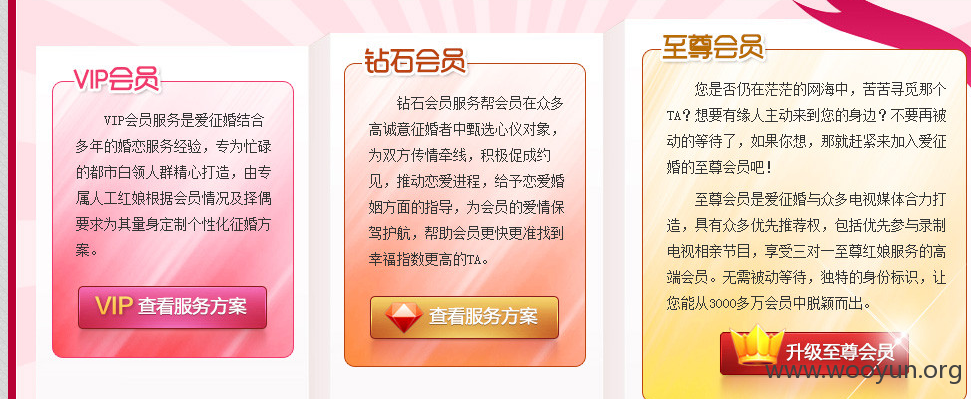 VIP会员
VIP会员服务是爱征婚结合
多年的婚恋服务经验，专为忙碌
的都市白领人群精心打造，由专
属人工红娘根据会员情况及择偶
要求为其量身定制个性化征婚方
案。
VIP 查看服务方案
钻石会员
钻石会员服务帮会员在众多
高诚意征婚者中甄选心仪对象，
为双方传情牵线，积极促成约
见，推动恋爱进程，给予恋爱婚
姻方面的指导，为会员的爱情保
驾护航，帮助会员更快更准找到
幸福指数更高的TA。
查看服务方案
至尊会员
您是否仍在茫茫的网海中，苦苦寻觅那个
TA？想要有缘人主动来到您的身边？不要再被
动的等待了，如果你想，那就赶紧来加入爱征
婚的至尊会员吧！
至尊会员是爱征婚与众多电视媒体合力打
造，具有众多优先推荐权，包括优先参与录制
电视相亲节目，享受三对一至尊红娘服务的高
端会员。无需被动等待，独特的身份标识，让
您能从3000多万会员中脱颖而出。
升级至尊会员
www.wooyun.org